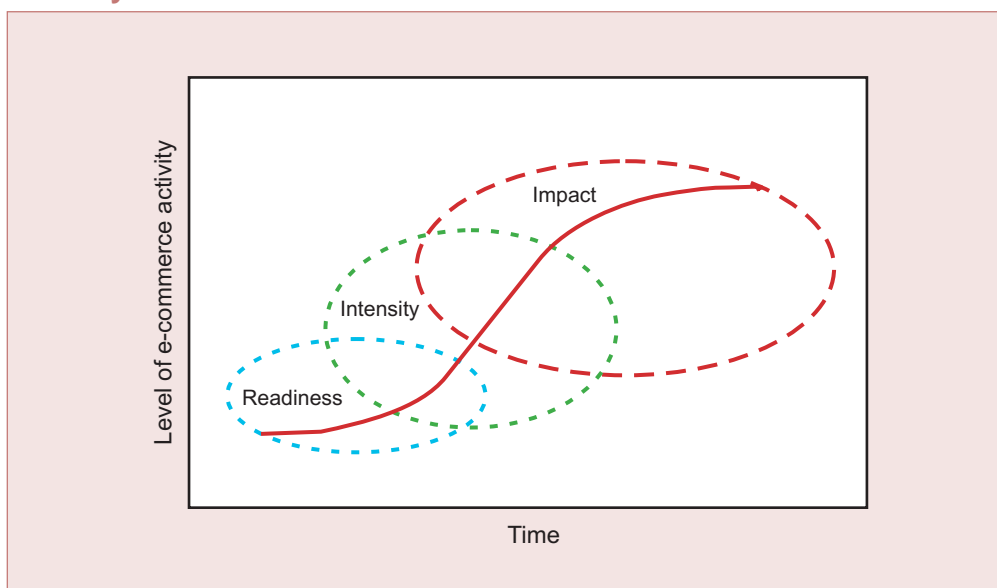 Impact
Intensity
Readiness
Level of e-commerce activity
Time